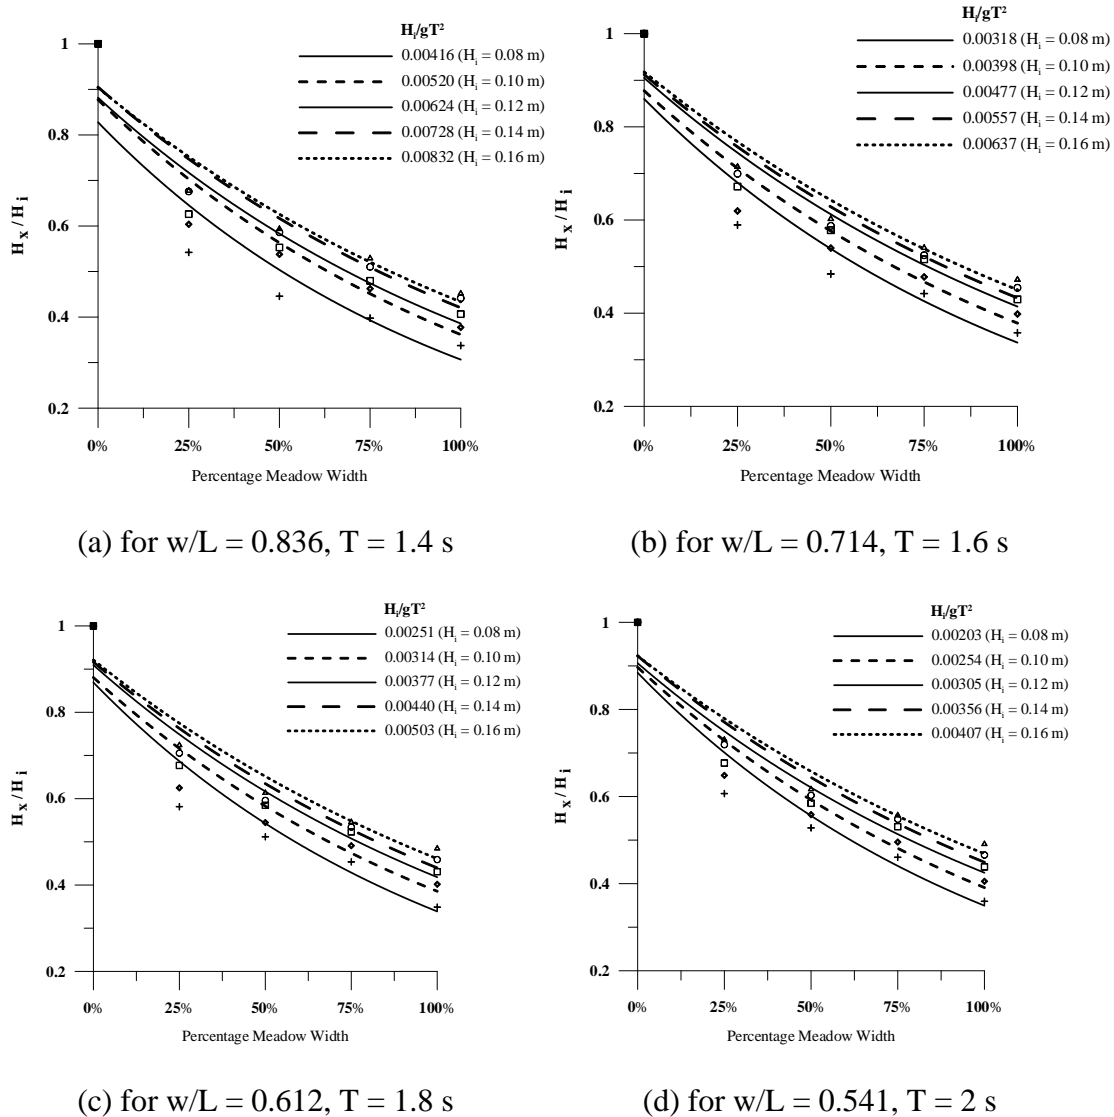 H_i/gT²
0.00416 (H_i = 0.08 m)
0.00520 (H_i = 0.10 m)
0.00624 (H_i = 0.12 m)
0.00728 (H_i = 0.14 m)
0.00832 (H_i = 0.16 m)
1
0.8
0.6
0.4
0.2
H_x / H_i
0% 25% 50% 75% 100%
Percentage Meadow Width
(a) for w/L = 0.836, T = 1.4 s
H_i/gT²
0.00318 (H_i = 0.08 m)
0.00398 (H_i = 0.10 m)
0.00477 (H_i = 0.12 m)
0.00557 (H_i = 0.14 m)
0.00637 (H_i = 0.16 m)
1
0.8
0.6
0.4
0.2
H_x / H_i
0% 25% 50% 75% 100%
Percentage Meadow Width
(b) for w/L = 0.714, T = 1.6 s
H_i/gT²
0.00251 (H_i = 0.08 m)
0.00314 (H_i = 0.10 m)
0.00377 (H_i = 0.12 m)
0.00440 (H_i = 0.14 m)
0.00503 (H_i = 0.16 m)
1
0.8
0.6
0.4
0.2
H_x / H_i
0% 25% 50% 75% 100%
Percentage Meadow Width
(c) for w/L = 0.612, T = 1.8 s
H_i/gT²
0.00203 (H_i = 0.08 m)
0.00254 (H_i = 0.10 m)
0.00305 (H_i = 0.12 m)
0.00356 (H_i = 0.14 m)
0.00407 (H_i = 0.16 m)
1
0.8
0.6
0.4
0.2
H_x / H_i
0% 25% 50% 75% 100%
Percentage Meadow Width
(d) for w/L = 0.541, T = 2 s